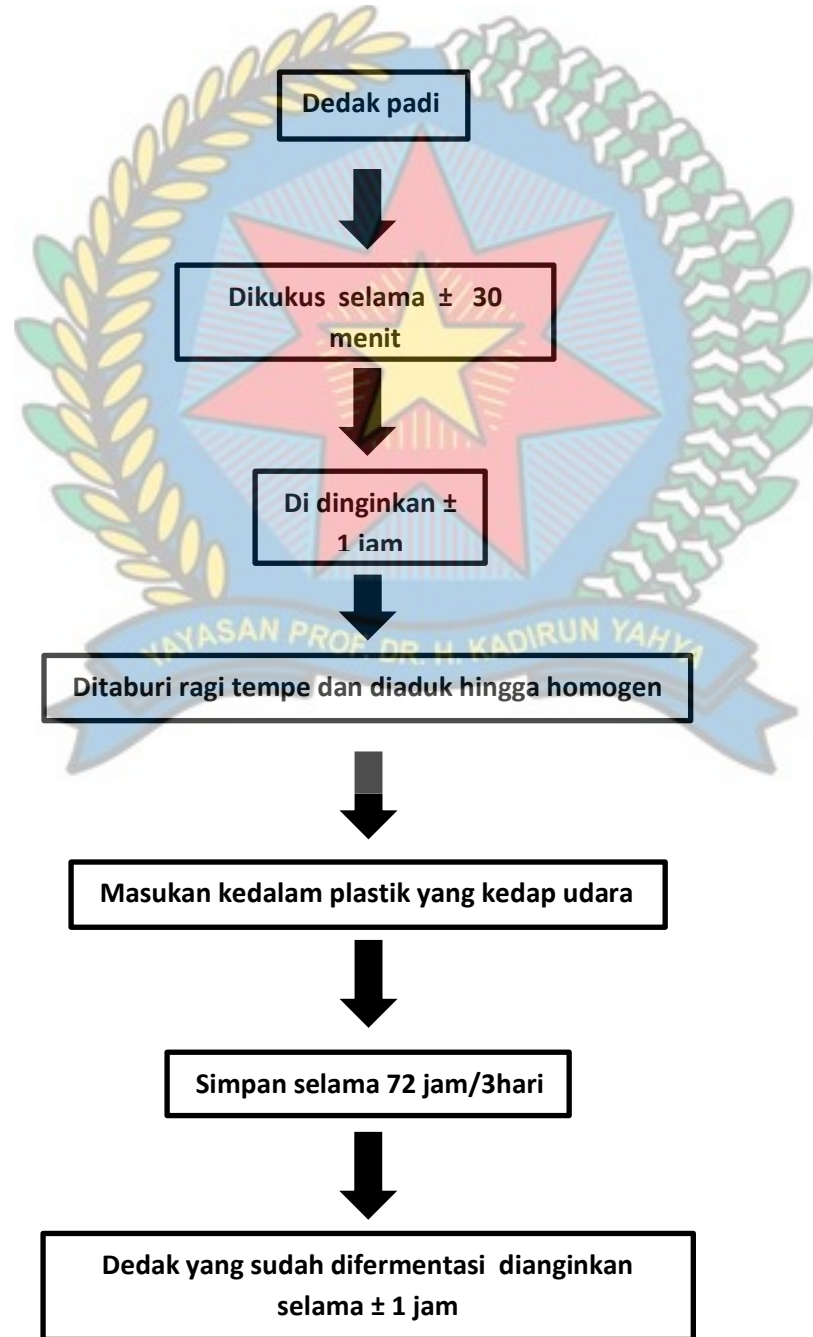 Dedak padi
Dikukus selama ± 30
menit
Di dinginkan ±
1 jam
YAYASAN PROF. DR. H. KADIRUN YAHYA
Ditaburi ragi tempe dan diaduk hingga homogen
Masukan kedalam plastik yang kedap udara
Simpan selama 72 jam/3hari
Dedak yang sudah difermentasi dianginkan
selama ± 1 jam